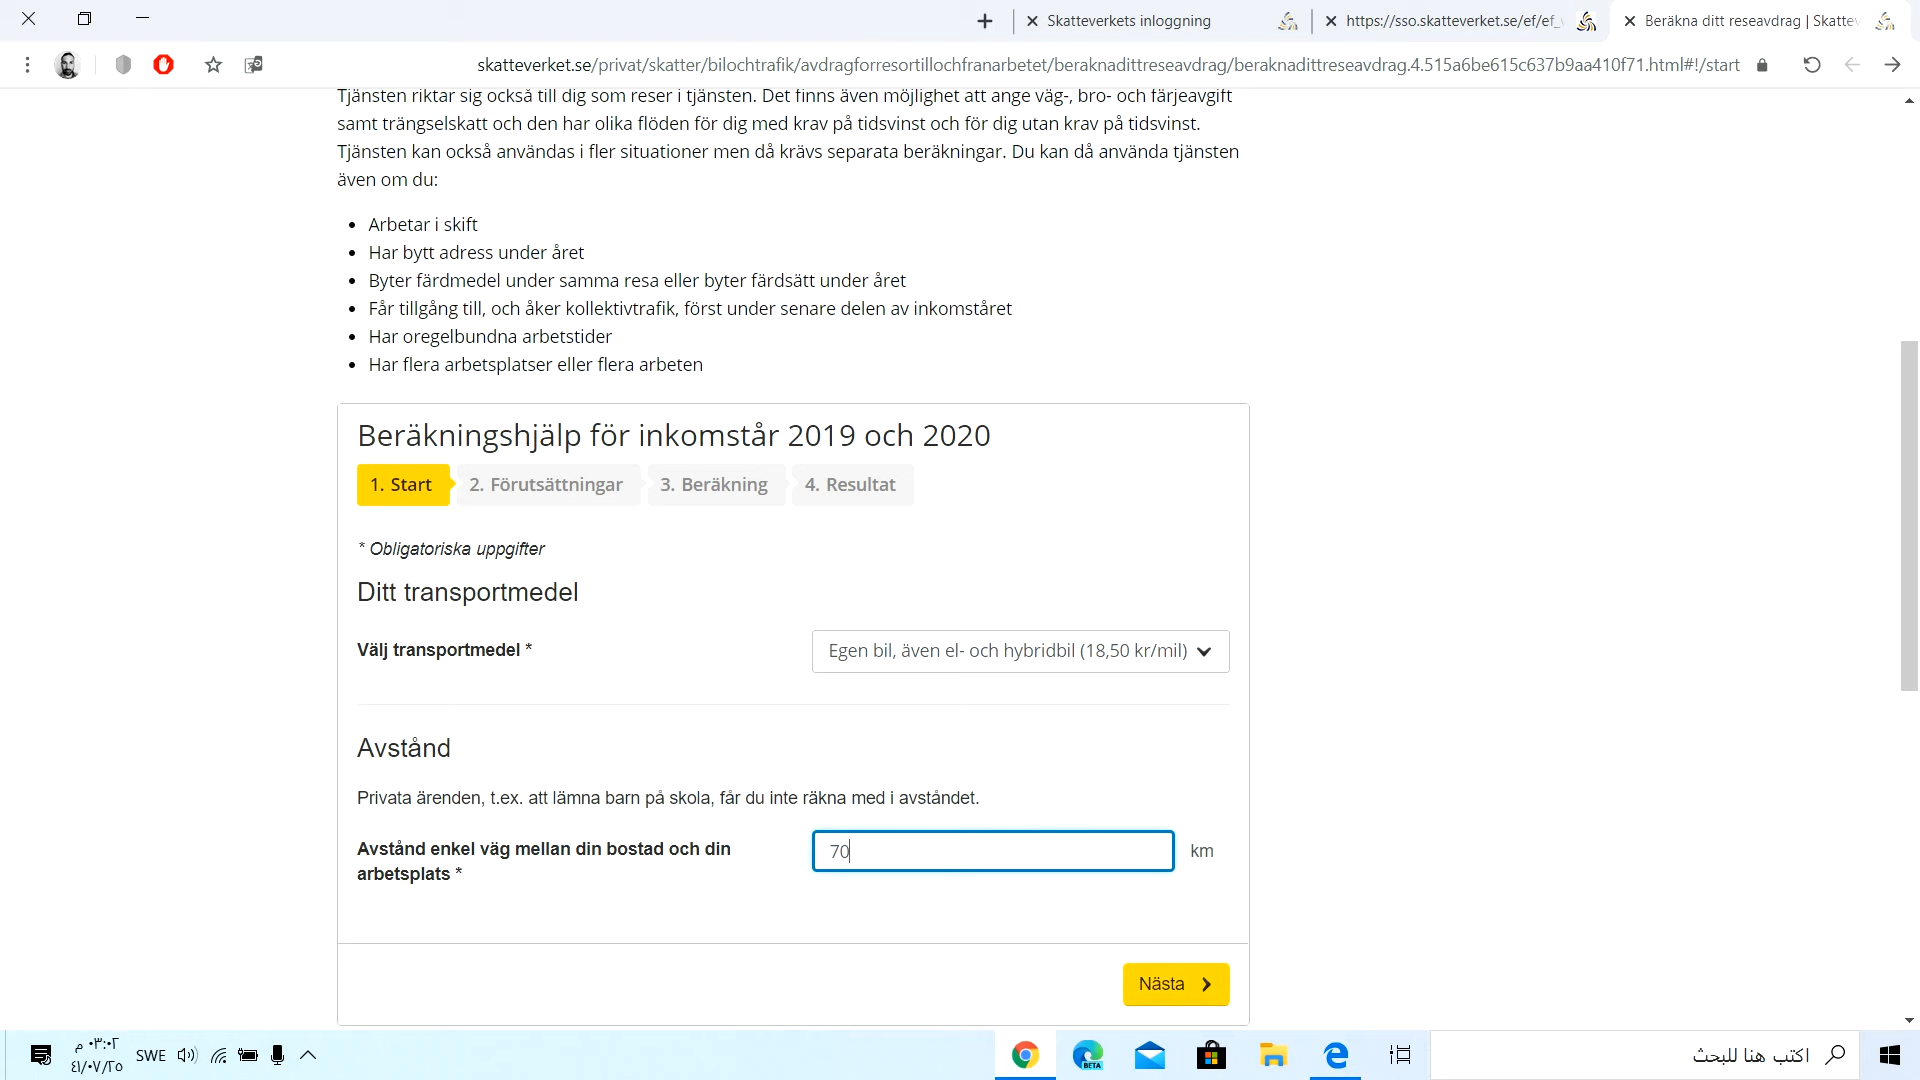 Skatteverkets inloggning
https://sso.skatteverket.se/ef/ef_
Beräkna ditt reseavdrag | Skattev
skatteverket.se/privat/skatter/bilochtrafik/avdragforresortillochfranarbetet/beraknadittreseavdrag/beraknadittreseavdrag.4.515a6be615c637b9aa410f71.html#!/start
Tjänsten riktar sig också till dig som reser i tjänsten. Det finns även möjlighet att ange väg-, bro- och färjeavgift
samt trängselskatt och den har olika flöden för dig med krav på tidsvinst och för dig utan krav på tidsvinst.
Tjänsten kan också användas i fler situationer men då krävs separata beräkningar. Du kan då använda tjänsten
även om du:
• Arbetar i skift
• Har bytt adress under året
• Byter färdmedel under samma resa eller byter färdsätt under året
• Får tillgång till, och åker kollektivtrafik, först under senare delen av inkomståret
• Har oregelbundna arbetstider
• Har flera arbetsplatser eller flera arbeten
Beräkningshjälp för inkomstår 2019 och 2020
1. Start
2. Förutsättningar
3. Beräkning
4. Resultat
* Obligatoriska uppgifter
Ditt transportmedel
Välj transportmedel *
Egen bil, även el- och hybridbil (18,50 kr/mil)
Avstånd
Privata ärenden, t.ex. att lämna barn på skola, får du inte räkna med i avståndet.
Avstånd enkel väg mellan din bostad och din
arbetsplats *
70
km
Nästa
٠٣:٠٢ م
٤١/٠٧/٢٥
SWE
BETA
اكتب هنا للبحث